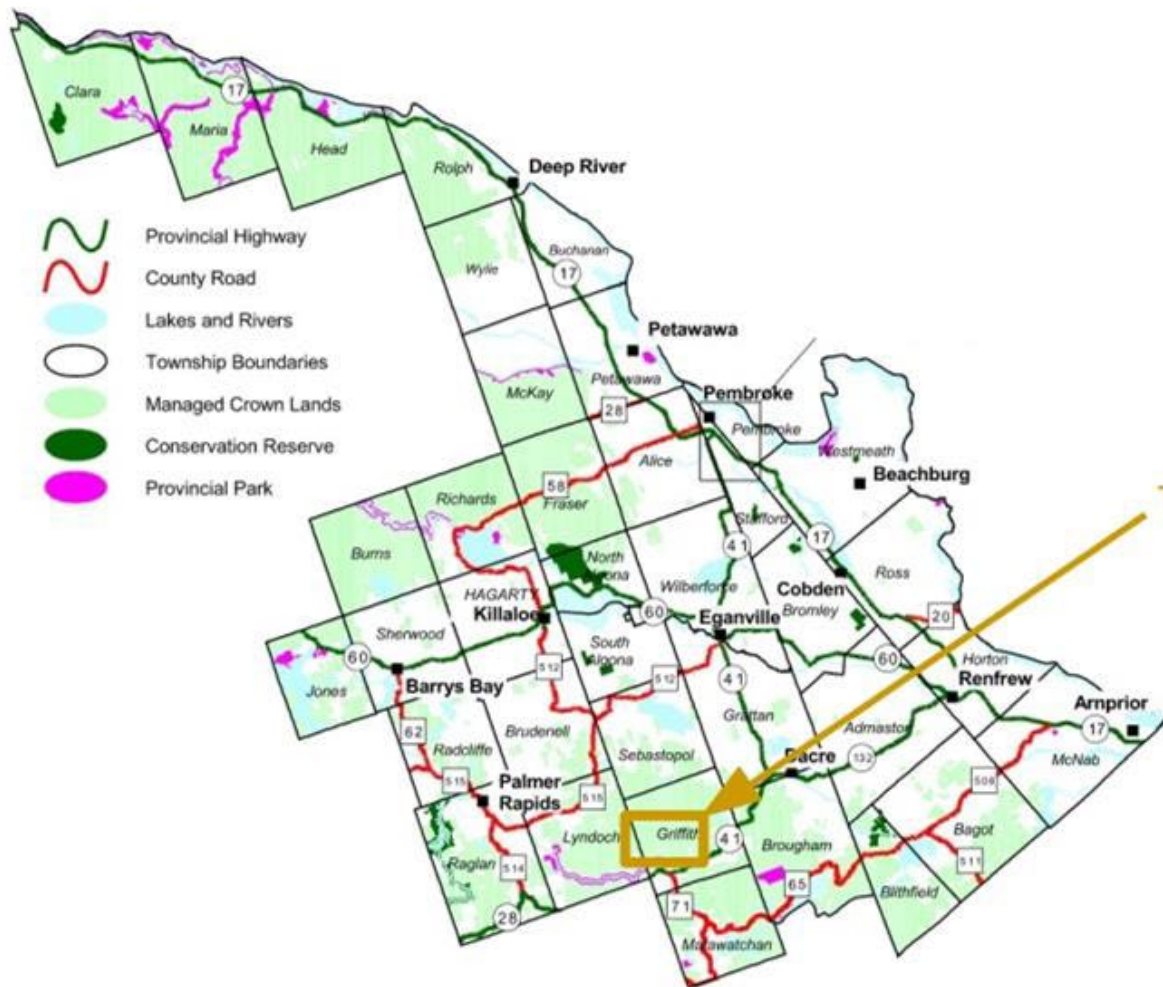 Clara
Maria
17
Head
Rolph
Deep River
Provincial Highway
County Road
Lakes and Rivers
Township Boundaries
Managed Crown Lands
Conservation Reserve
Provincial Park
Wylie
Buchanan
17
Petawawa
Petawawa
McKay
28
Pembroke
Pembroke
Alice
Westmeath
Beachburg
Richards
58
Fraser
Burns
Stafford
41
17
North
Wilberforce
HAGARTY
Killaloe
Cobden
Ross
Bromley
20
Sherwood
60
Eganville
South
Algona
60
60
Jones
Barrys Bay
512
512
41
Horton
Renfrew
Arnprior
17
McNab
62
Radcliffe
Brudenell
Grattan
Admaston
Sebastopol
Dacre
132
515
Palmer
Rapids
515
508
Lyndoch
Griffith
41
Brougham
Bagot
Raglan
514
65
511
Blithfield
28
71
Matawatchan